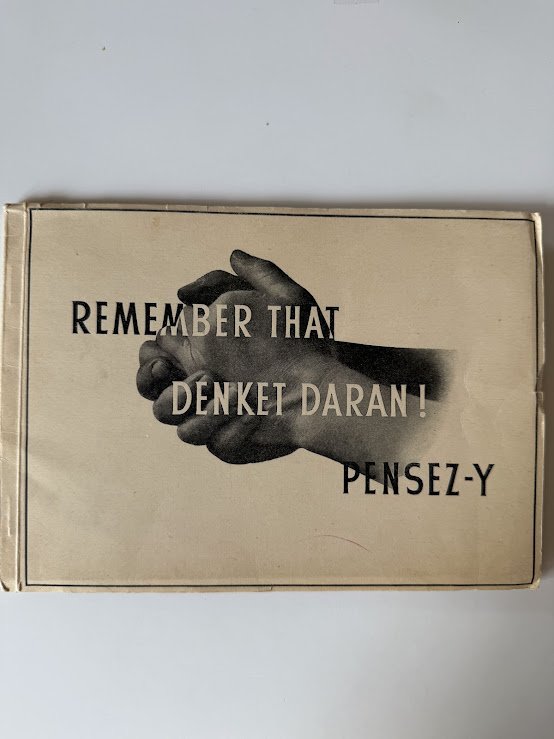 REMEMBER THAT
DENKET DARAN!
PENSEZ-Y